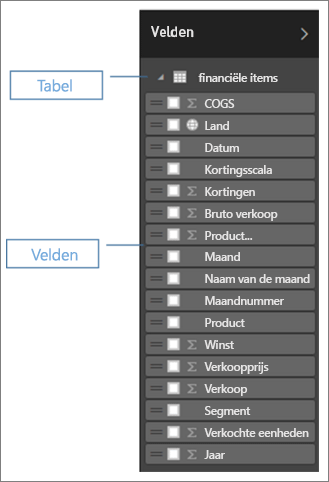 Velden
Tabel
financiële items
COGS
Land
Datum
Kortingsscala
Kortingen
Bruto verkoop
Product...
Velden
Maand
Naam van de maand
Maandnummer
Product
Winst
Verkoopprijs
Verkoop
Segment
Verkochte eenheden
Jaar